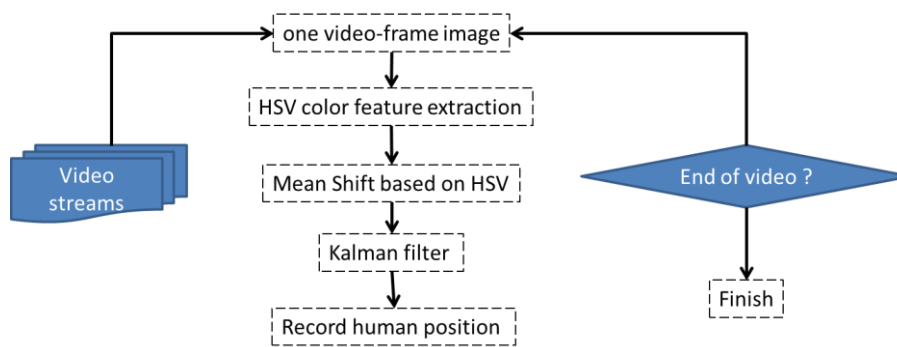 one video-frame image
HSV color feature extraction
Video
streams
Mean Shift based on HSV
End of video ?
Kalman filter
Finish
Record human position